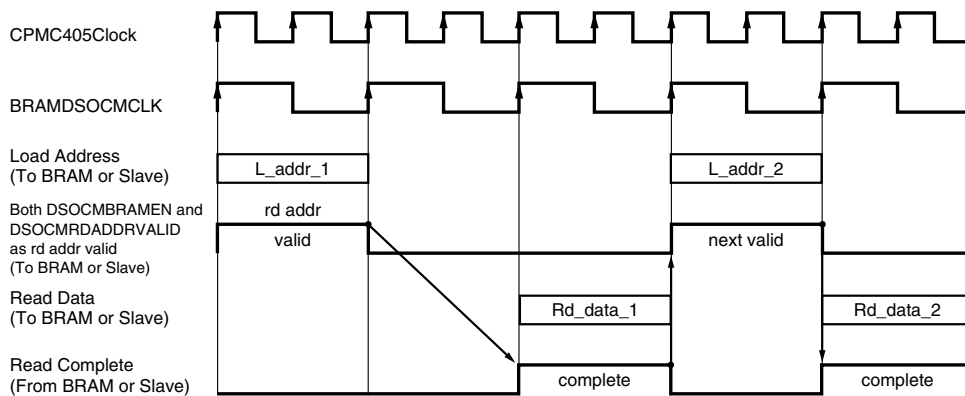 CPMC405Clock
BRAMDSOCMCLK
Load Address
(To BRAM or Slave)
L_addr_1
L_addr_2
Both DSOCMBRAMEN and
DSOCMRDADDRVALID
as rd addr valid
(To BRAM or Slave)
rd addr
valid
next valid
Read Data
(To BRAM or Slave)
Rd_data_1
Rd_data_2
Read Complete
(From BRAM or Slave)
complete
complete